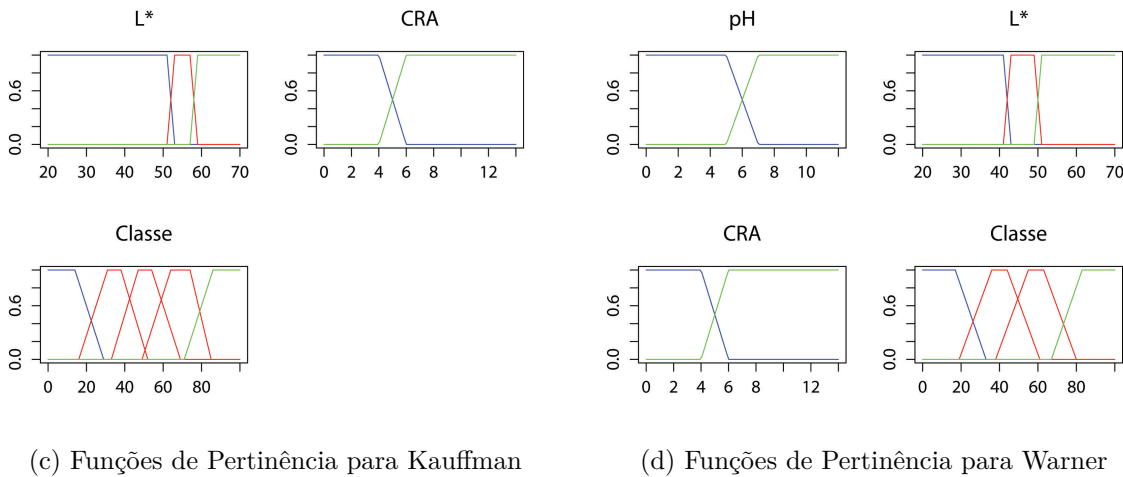 L*
CRA
pH
L*
0.0 0.6
20 30 40 50 60 70
0.0 0.6
0 2 4 6 8 12
0.0 0.6
0 2 4 6 8 10
0.0 0.6
20 30 40 50 60 70
Classe
CRA
Classe
0.0 0.6
0 20 40 60 80
0.0 0.6
0 2 4 6 8 12
0.0 0.6
0 20 40 60 80
(c) Funções de Pertinência para Kauffman
(d) Funções de Pertinência para Warner